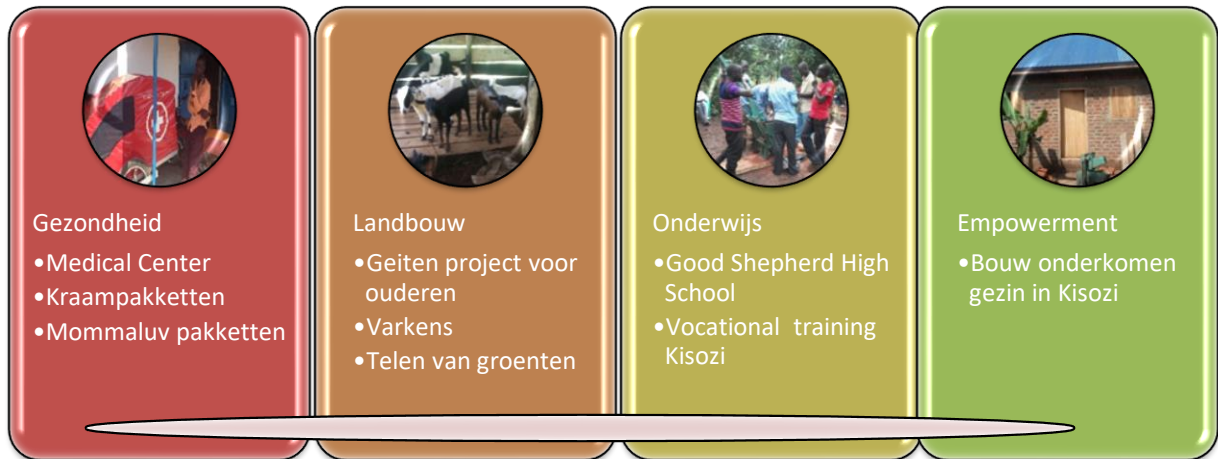 Gezondheid
•Medical Center
•Kraampakketten
•Mommaluv pakketten
Landbouw
•Geiten project voor
ouderen
•Varkens
•Telen van groenten
Onderwijs
•Good Shepherd High
School
•Vocational training
Kisozi
Empowerment
•Bouw onderkomen
gezin in Kisozi